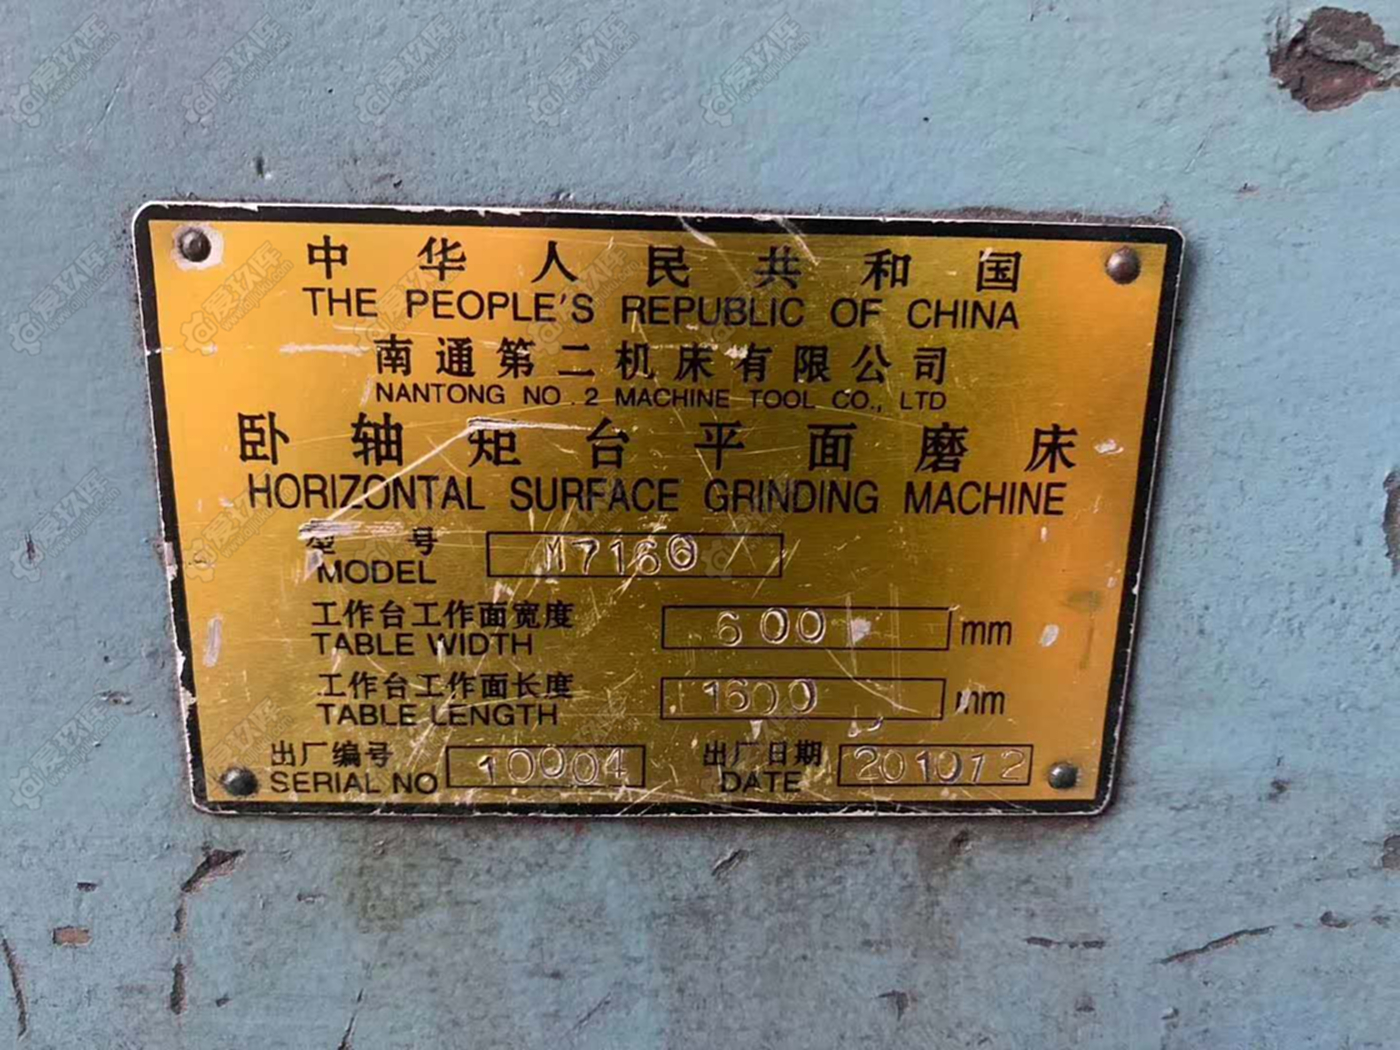 中华人民共和国
THE PEOPLE'S REPUBLIC OF CHINA
南通第二机床有限公司
NANTONG NO.2 MACHINE TOOL CO., LTD
卧轴炬台平面磨床
HORIZONTAL SURFACE GRINDING MACHINE
型号 M7160
MODEL
工作台工作面宽度 600 mm
TABLE WIDTH
工作台工作面长度 1600 mm
TABLE LENGTH
出厂编号 10004 出厂日期 201012
SERIAL NO DATE